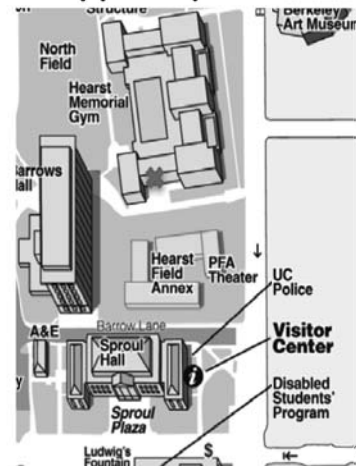 Structure
North
Field
Hearst
Memorial
Gym
Berkeley
Art Museum
Barrows
Hall
Hearst
Field
Annex
PFA
Theater
UC
Police
A&E
Barrow Lane
Sproul
Hall
Visitor
Center
i
Disabled
Students'
Program
Sproul
Plaza
Ludwig's
Fountain
$